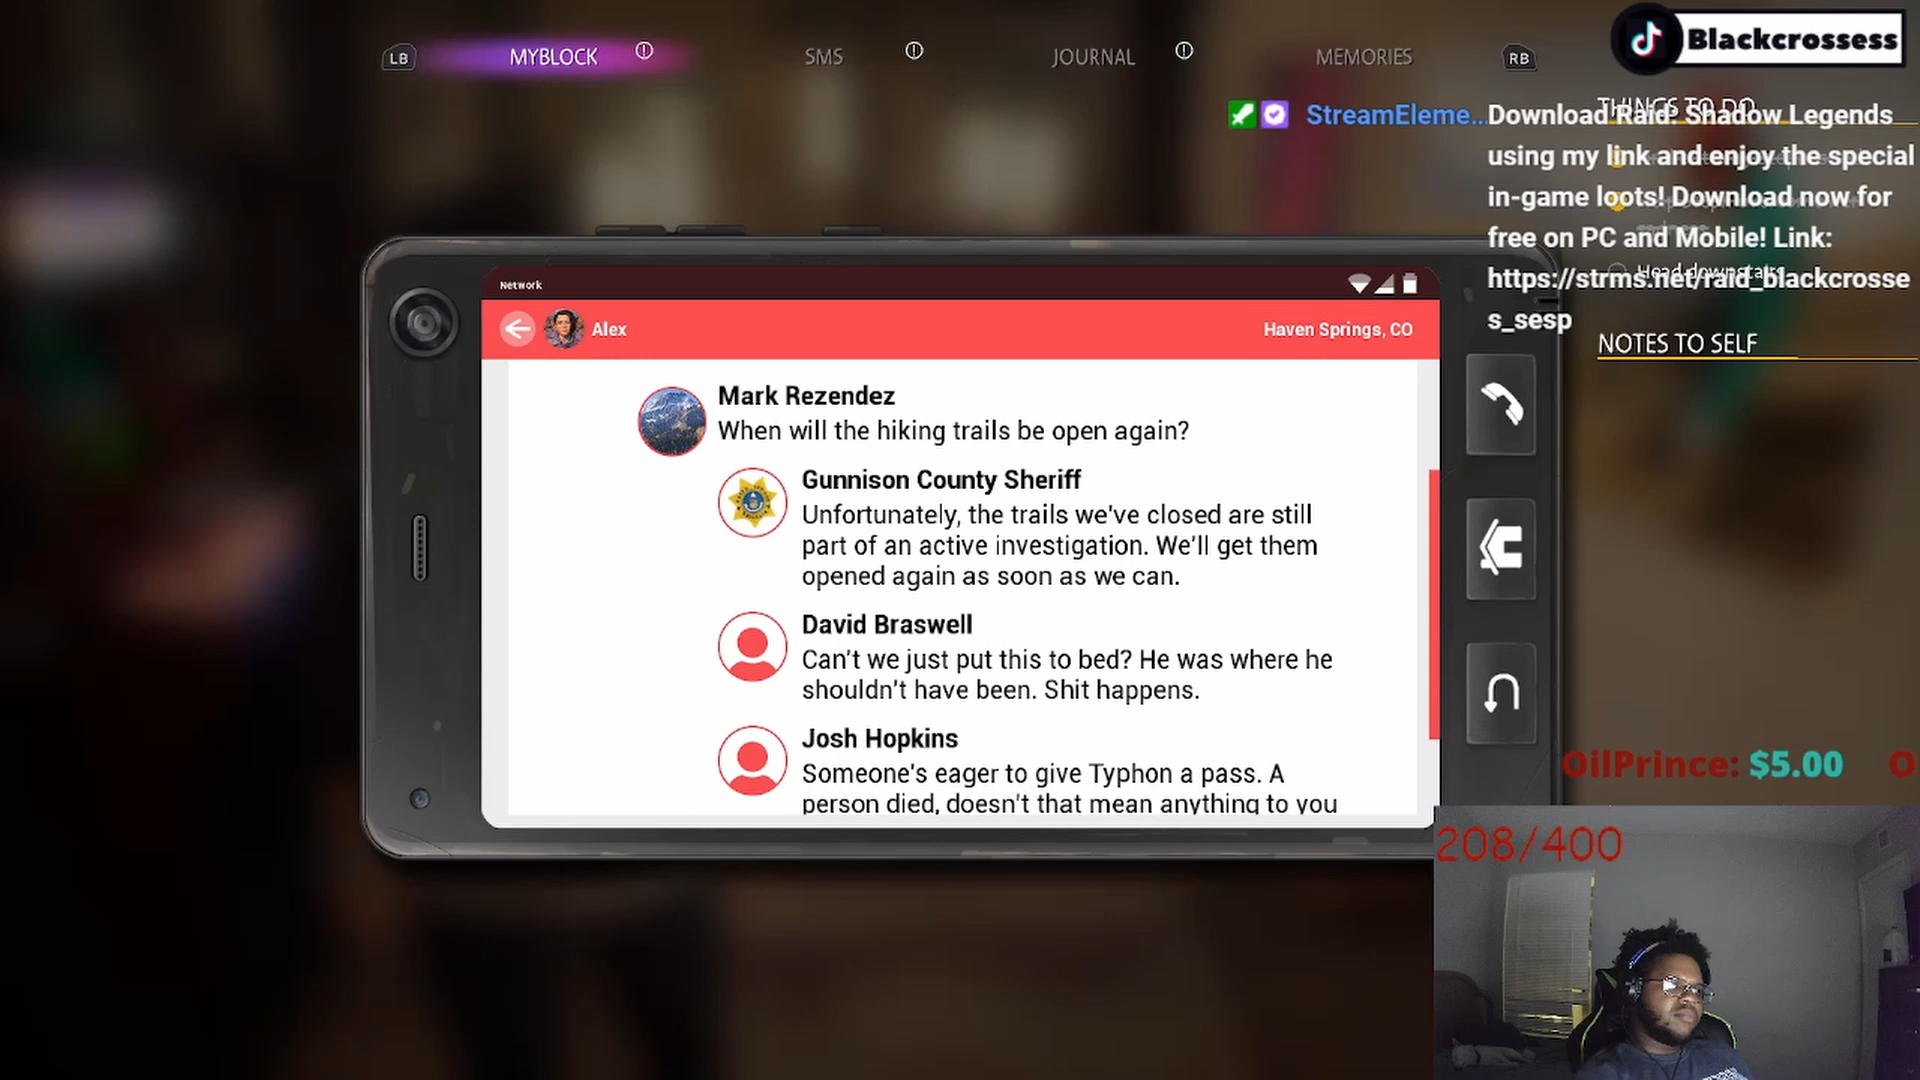 LB
MYBLOCK
SMS
JOURNAL
MEMORIES
RB
Blackcrossess
THINGS TO DO
StreamEleme...
Download Raid: Shadow Legends
using my link and enjoy the special
in-game loots! Download now for
free on PC and Mobile! Link:
https://strms.net/raid_blackcrosse
s_sesp
Head downstairs
NOTES TO SELF
Network
Alex
Haven Springs, CO
Mark Rezendez
When will the hiking trails be open again?
Gunnison County Sheriff
Unfortunately, the trails we've closed are still
part of an active investigation. We'll get them
opened again as soon as we can.
David Braswell
Can't we just put this to bed? He was where he
shouldn't have been. Shit happens.
Josh Hopkins
Someone's eager to give Typhon a pass. A
person died, doesn't that mean anything to you
OilPrince: $5.00
O
208/400